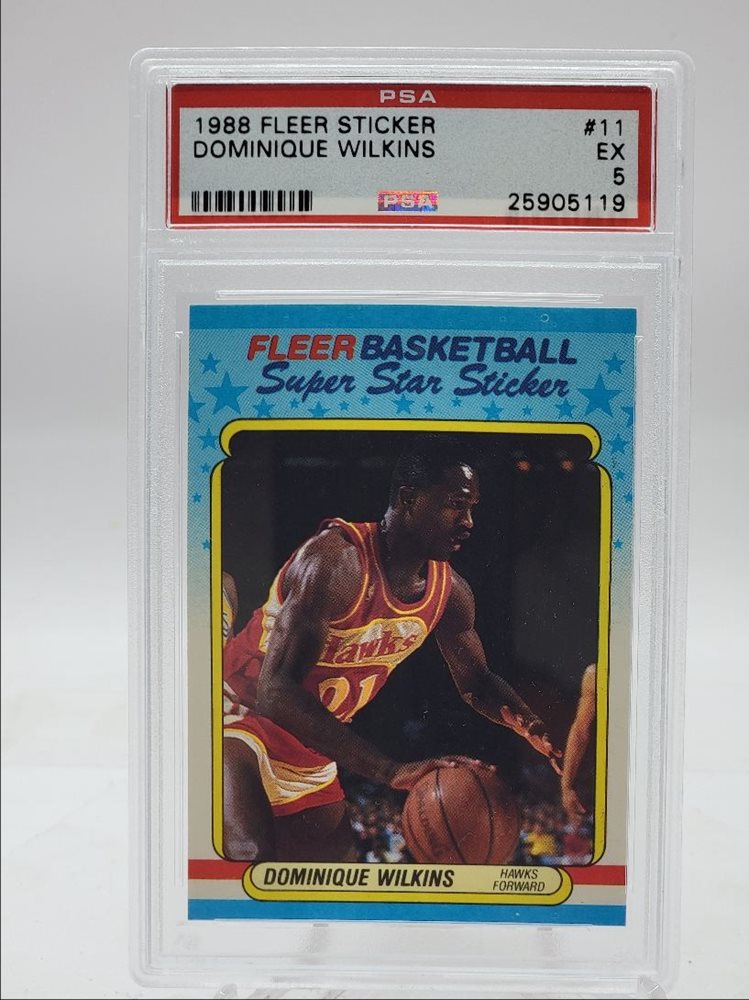 PSA
1988 FLEER STICKER #11
DOMINIQUE WILKINS EX
5
PSA 25905119
FLEER BASKETBALL
Super Star Sticker
Hawks
21
DOMINIQUE WILKINS HAWKS
FORWARD